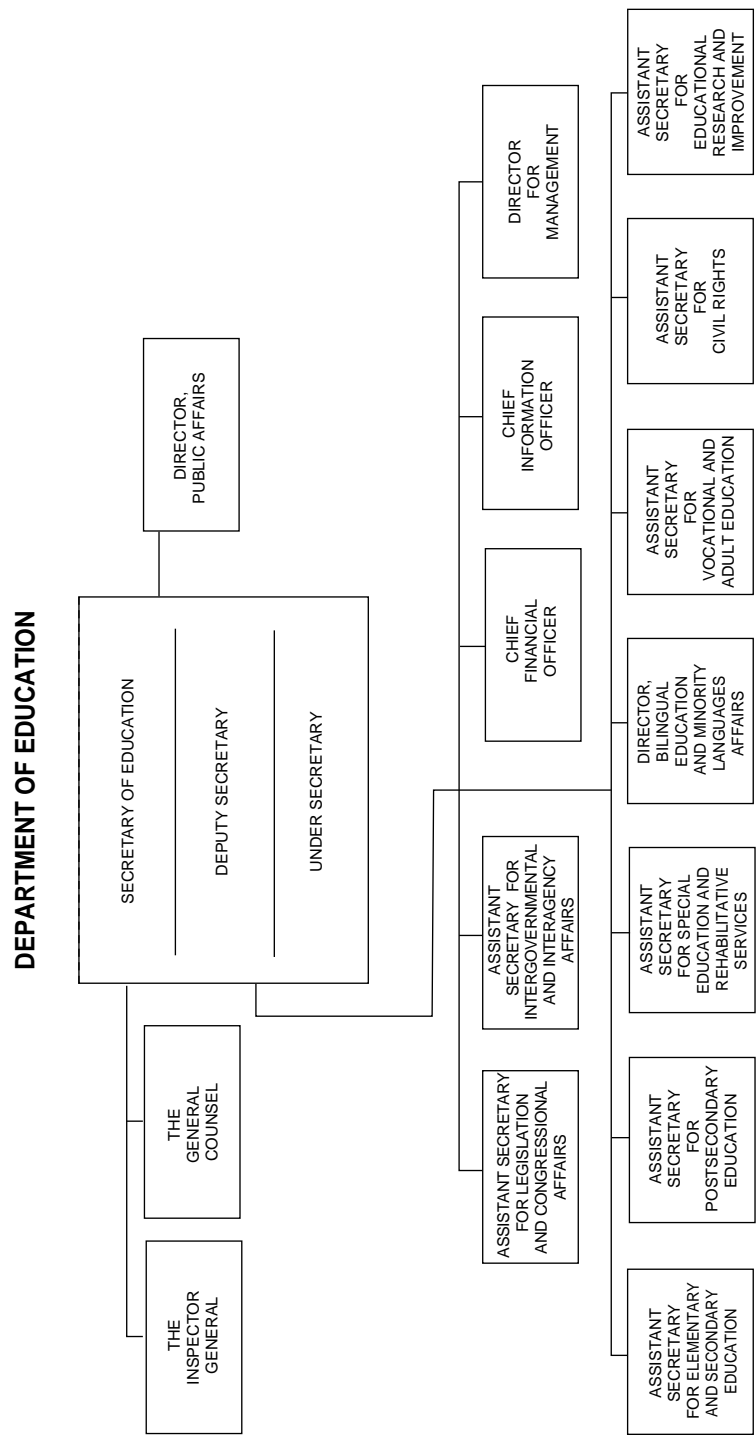 DEPARTMENT OF EDUCATION
SECRETARY OF EDUCATION
DEPUTY SECRETARY
UNDER SECRETARY
THE
INSPECTOR
GENERAL
THE
GENERAL
COUNSEL
DIRECTOR,
PUBLIC AFFAIRS
ASSISTANT SECRETARY
FOR LEGISLATION
AND CONGRESSIONAL
AFFAIRS
ASSISTANT
SECRETARY FOR
INTERGOVERNMENTAL
AND INTERAGENCY
AFFAIRS
CHIEF
FINANCIAL
OFFICER
CHIEF
INFORMATION
OFFICER
DIRECTOR
FOR
MANAGEMENT
ASSISTANT
SECRETARY
FOR ELEMENTARY
AND SECONDARY
EDUCATION
ASSISTANT
SECRETARY
FOR
POSTSECONDARY
EDUCATION
ASSISTANT
SECRETARY
FOR SPECIAL
EDUCATION AND
REHABILITATIVE
SERVICES
DIRECTOR,
BILINGUAL
EDUCATION
AND MINORITY
LANGUAGES
AFFAIRS
ASSISTANT
SECRETARY
FOR
VOCATIONAL AND
ADULT EDUCATION
ASSISTANT
SECRETARY
FOR
CIVIL RIGHTS
ASSISTANT
SECRETARY
FOR
EDUCATIONAL
RESEARCH AND
IMPROVEMENT